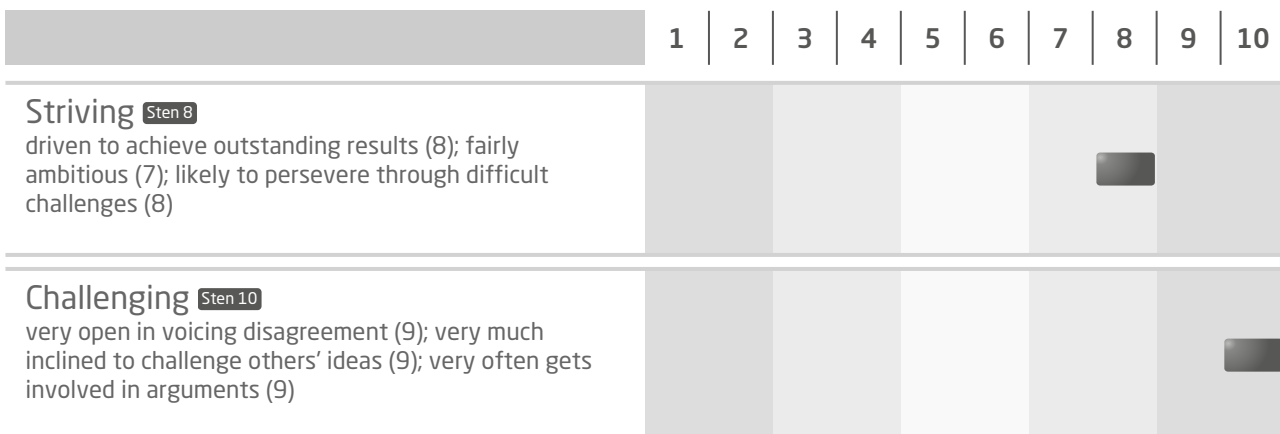 1 2 3 4 5 6 7 8 9 10
Striving Sten 8
driven to achieve outstanding results (8); fairly
ambitious (7); likely to persevere through difficult
challenges (8)
Challenging Sten 10
very open in voicing disagreement (9); very much
inclined to challenge others’ ideas (9); very often gets
involved in arguments (9)